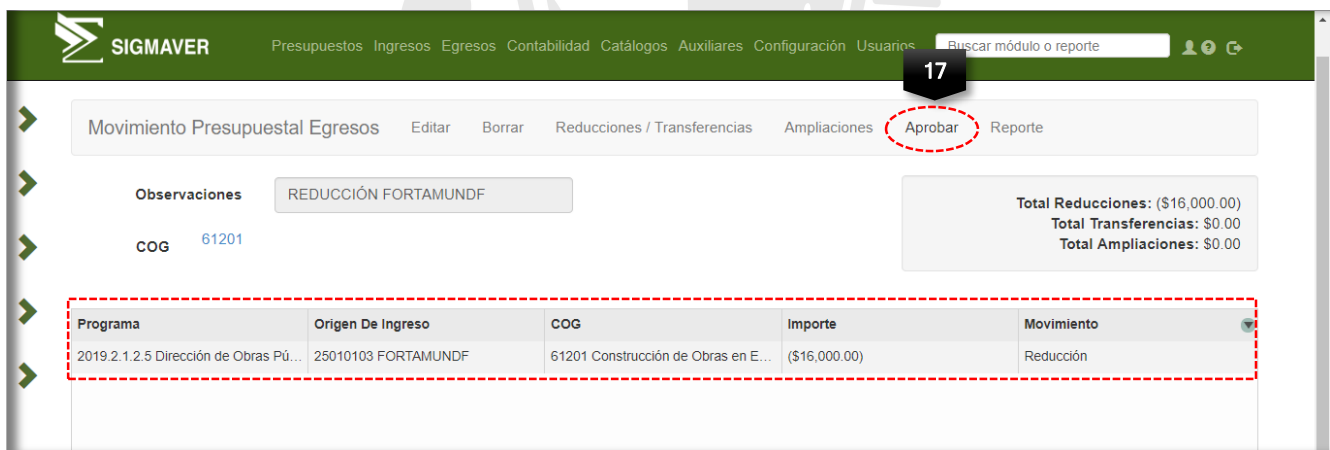 SIGMAVER Presupuestos Ingresos Egresos Contabilidad Catálogos Auxiliares Configuración Usuarios Buscar módulo o reporte
17
Movimiento Presupuestal Egresos Editar Borrar Reducciones / Transferencias Ampliaciones Aprobar Reporte
Observaciones REDUCCIÓN FORTAMUNDF
Total Reducciones: ($16,000.00)
Total Transferencias: $0.00
Total Ampliaciones: $0.00
COG 61201
Programa Origen De Ingreso COG Importe Movimiento
2019.2.1.2.5 Dirección de Obras Pú... 25010103 FORTAMUNDF 61201 Construcción de Obras en E... ($16,000.00) Reducción